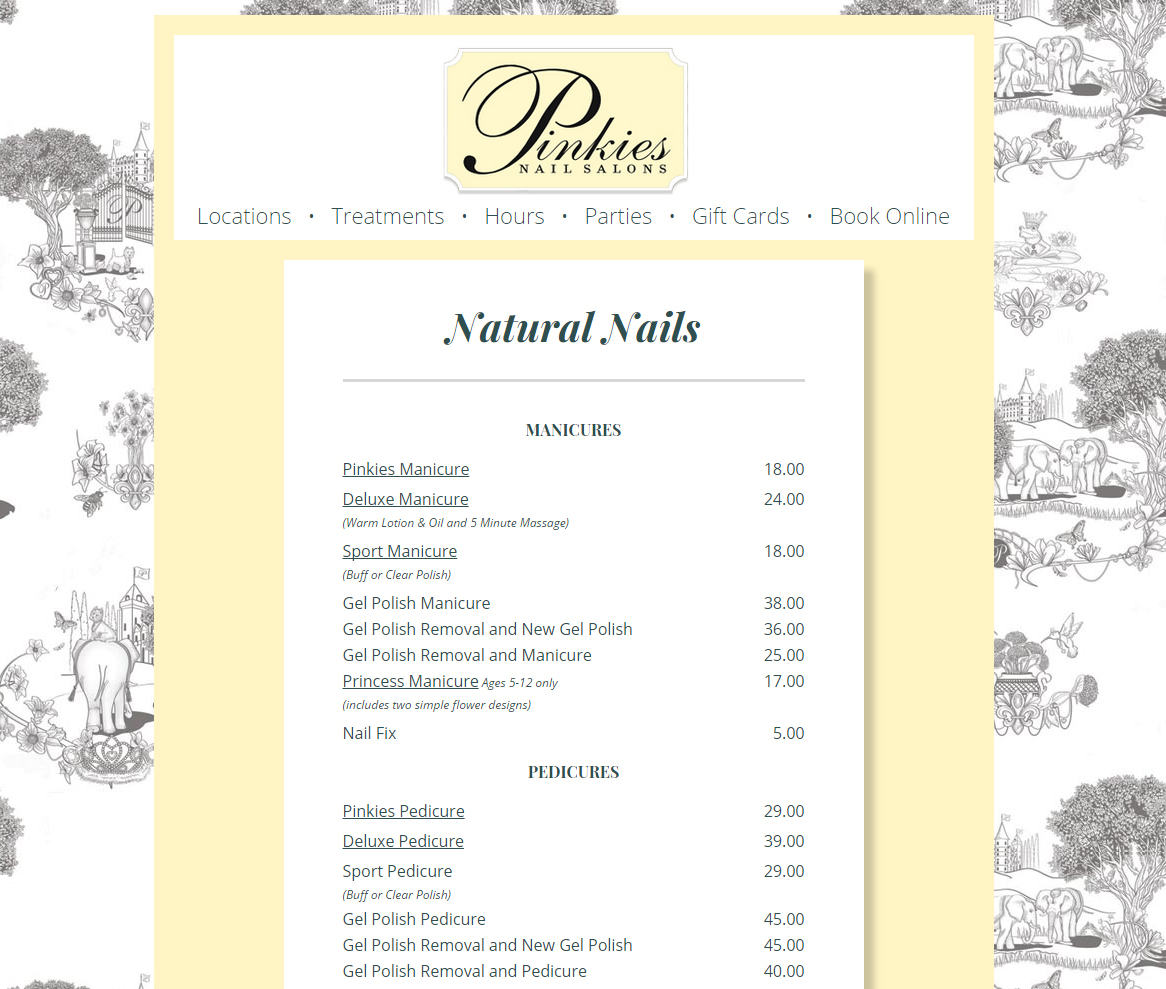 Pinkies
NAIL SALONS
Locations • Treatments • Hours • Parties • Gift Cards • Book Online
Natural Nails
MANICURES
Pinkies Manicure 18.00
Deluxe Manicure 24.00
(Warm Lotion & Oil and 5 Minute Massage)
Sport Manicure 18.00
(Buff or Clear Polish)
Gel Polish Manicure 38.00
Gel Polish Removal and New Gel Polish 36.00
Gel Polish Removal and Manicure 25.00
Princess Manicure Ages 5-12 only 17.00
(includes two simple flower designs)
Nail Fix 5.00
PEDICURES
Pinkies Pedicure 29.00
Deluxe Pedicure 39.00
Sport Pedicure 29.00
(Buff or Clear Polish)
Gel Polish Pedicure 45.00
Gel Polish Removal and New Gel Polish 45.00
Gel Polish Removal and Pedicure 40.00
P
P